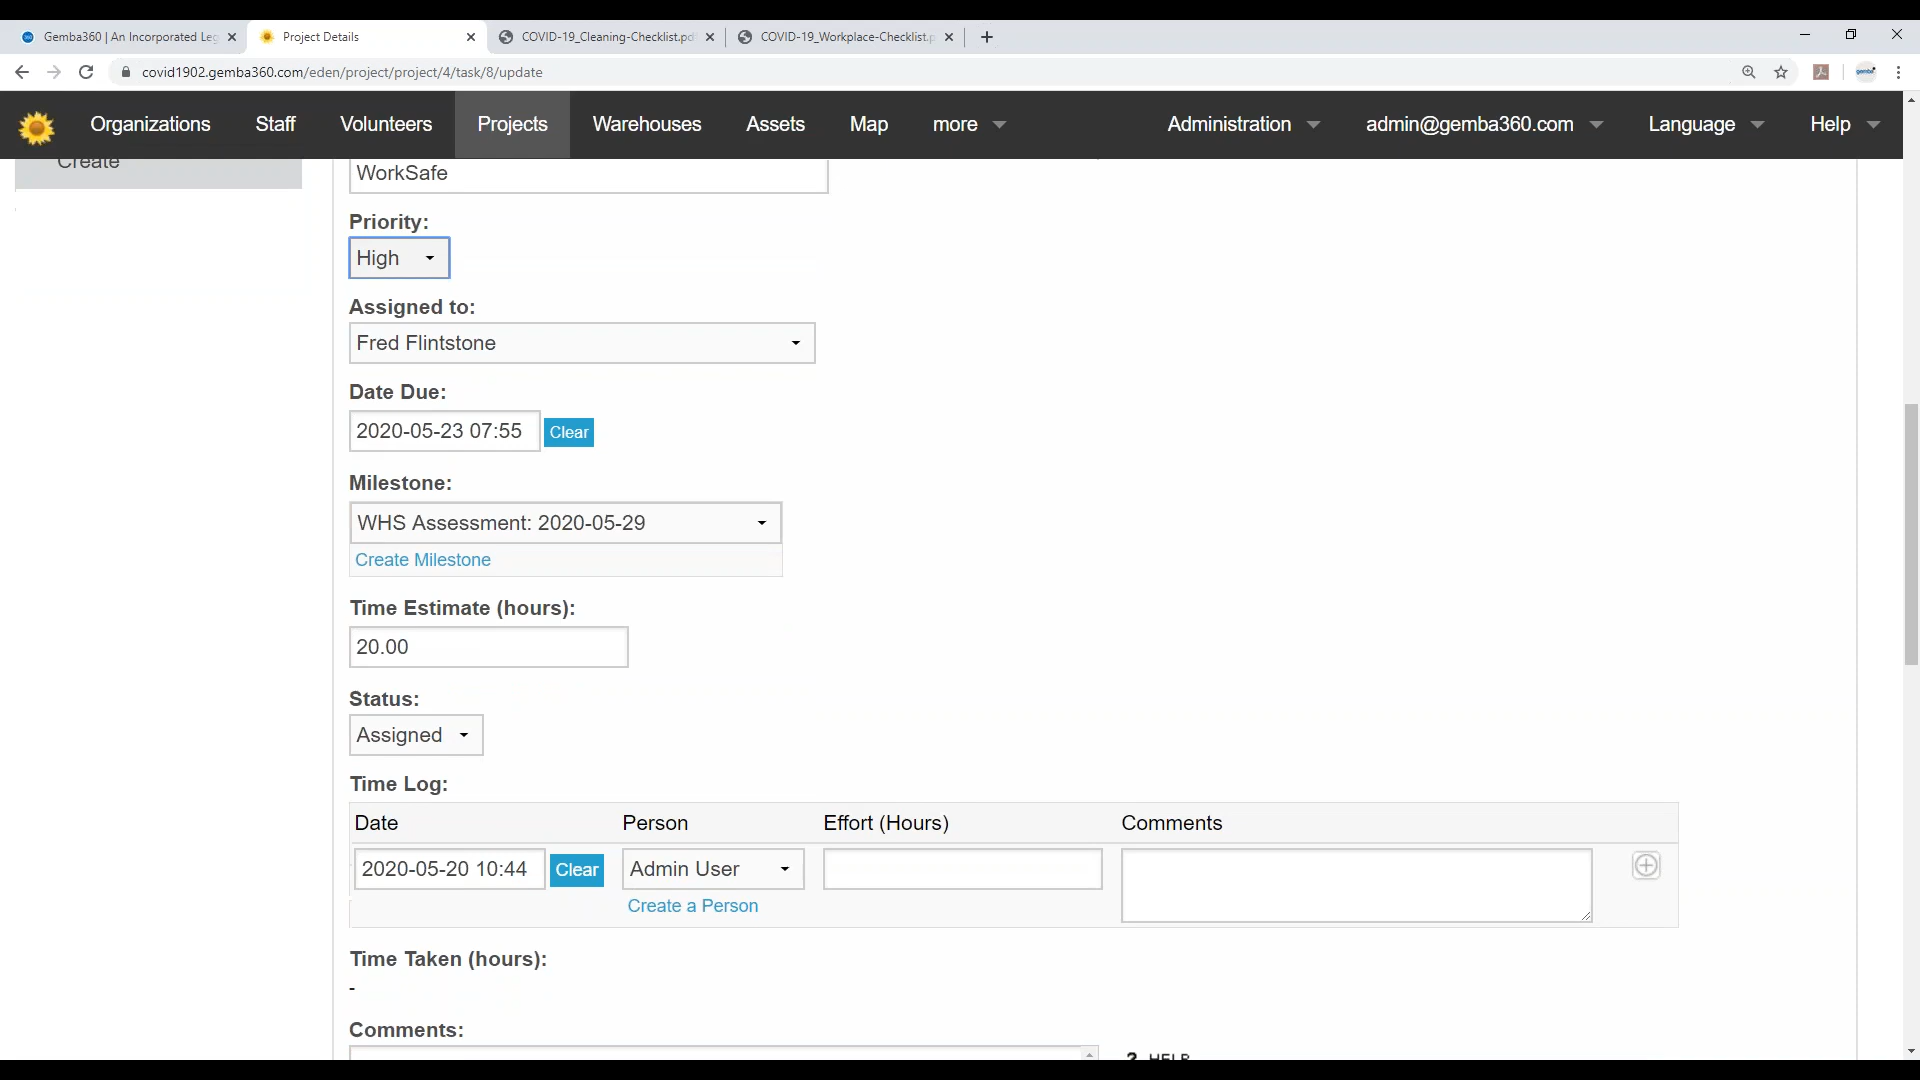 Gemba360 | An Incorporated Leg
Project Details
COVID-19_Cleaning-Checklist.pd
COVID-19_Workplace-Checklist.p
covid1902.gemba360.com/eden/project/project/4/task/8/update
Organizations Staff Volunteers Projects Warehouses Assets Map more Administration admin@gemba360.com Language Help
Create
WorkSafe
Priority:
High
Assigned to:
Fred Flintstone
Date Due:
2020-05-23 07:55 Clear
Milestone:
WHS Assessment: 2020-05-29
Create Milestone
Time Estimate (hours):
20.00
Status:
Assigned
Time Log:
Date Person Effort (Hours) Comments
2020-05-20 10:44 Clear Admin User
Create a Person
Time Taken (hours):
-
Comments:
? HELP